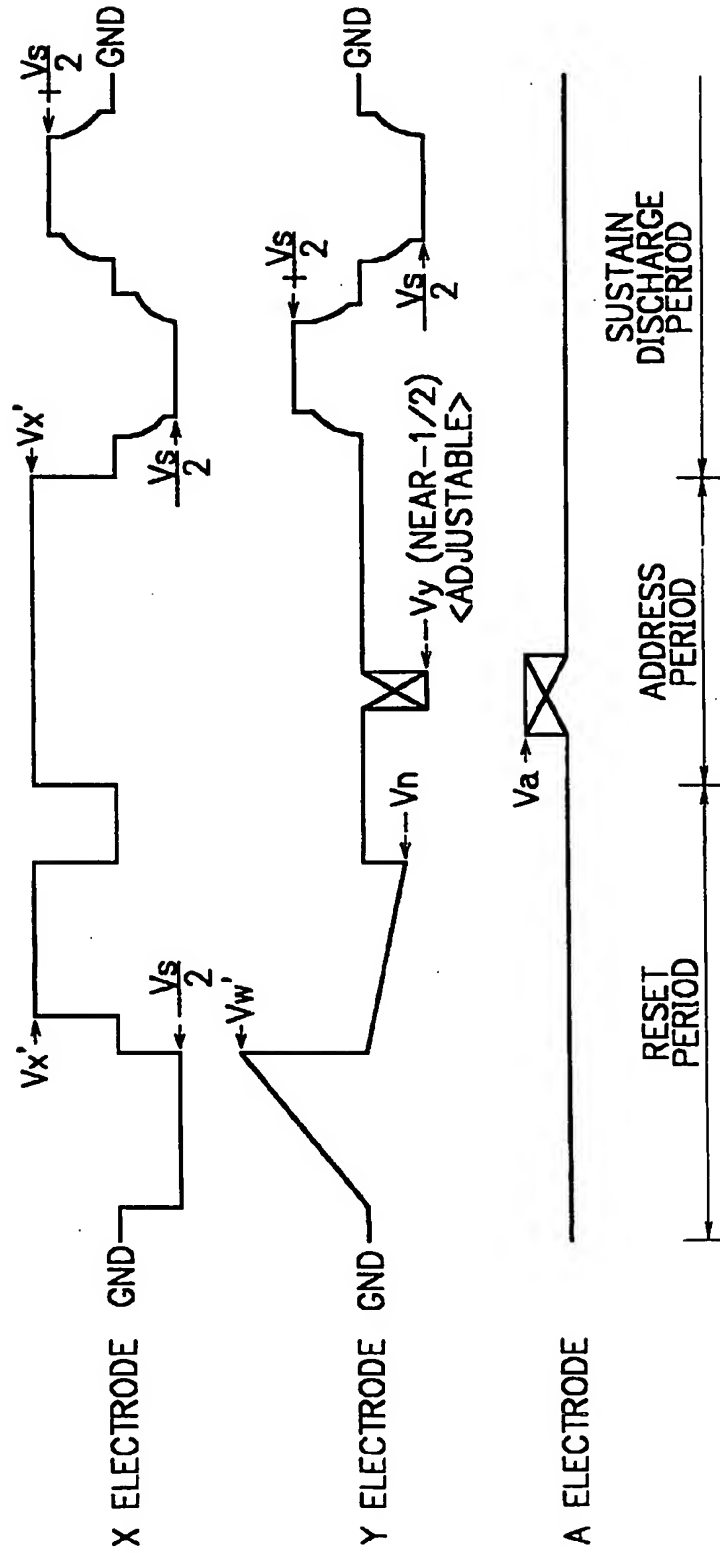 X ELECTRODE
GND
Vx'
Vs/2
Vx'
Vs/2
+Vs/2
GND
Y ELECTRODE
GND
Vw'
Vn
Vy (NEAR-1/2)
<ADJUSTABLE>
+Vs/2
Vs/2
GND
A ELECTRODE
Va
RESET
PERIOD
ADDRESS
PERIOD
SUSTAIN
DISCHARGE
PERIOD